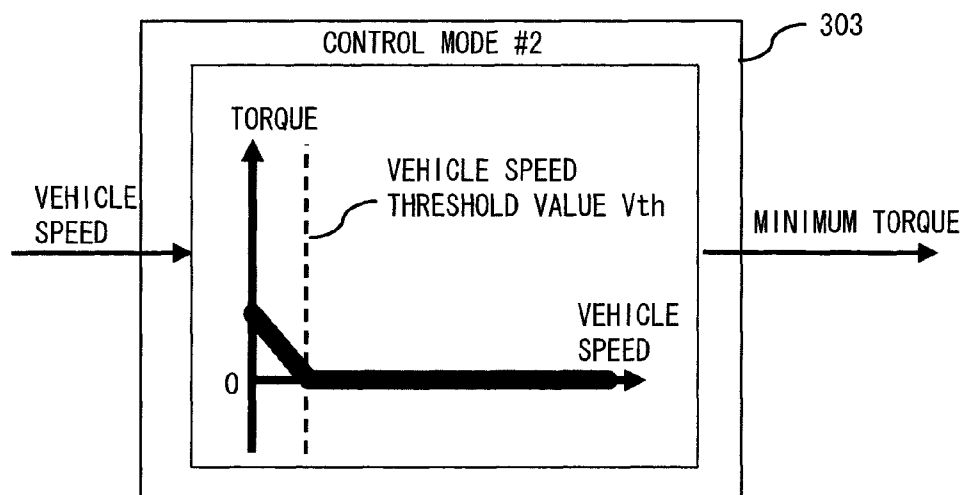 303
CONTROL MODE #2
TORQUE
VEHICLE SPEED
THRESHOLD VALUE Vth
VEHICLE
SPEED
MINIMUM TORQUE
VEHICLE
SPEED
0